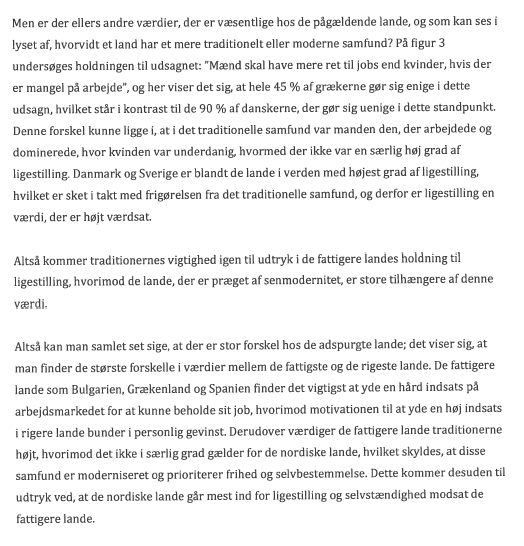 Men er der ellers andre værdier, der er væsentlige hos de pågældende lande, og som kan ses i
lyset af, hvorvidt et land har et mere traditionelt eller moderne samfund? På figur 3
undersøges holdningen til udsagnet: "Mænd skal have mere ret til jobs end kvinder, hvis der
er mangel på arbejde", og her viser det sig, at hele 45 % af grækerne gør sig enige i dette
udsagn, hvilket står i kontrast til de 90 % af danskerne, der gør sig uenige i dette standpunkt.
Denne forskel kunne ligge i, at i det traditionelle samfund var manden den, der arbejdede og
dominerede, hvor kvinden var underdanig, hvormed der ikke var en særlig høj grad af
ligestilling. Danmark og Sverige er blandt de lande i verden med højest grad af ligestilling,
hvilket er sket i takt med frigørelsen fra det traditionelle samfund, og derfor er ligestilling en
værdi, der er højt værdsat.
Altså kommer traditionernes vigtighed igen til udtryk i de fattigere landes holdning til
ligestilling, hvorimod de lande, der er præget af senmodernitet, er store tilhængere af denne
værdi.
Altså kan man samlet set sige, at der er stor forskel hos de adspurgte lande; det viser sig, at
man finder de største forskelle i værdier mellem de fattigste og de rigeste lande. De fattigere
lande som Bulgarien, Grækenland og Spanien finder det vigtigst at yde en hård indsats på
arbejdsmarkedet for at kunne beholde sit job, hvorimod motivationen til at yde en høj indsats
i rigere lande bunder i personlig gevinst. Derudover værdiger de fattigere lande traditionerne
højt, hvorimod det ikke i særlig grad gælder for de nordiske lande, hvilket skyldes, at disse
samfund er moderniseret og prioriterer frihed og selvbestemmelse. Dette kommer desuden til
udtryk ved, at de nordiske lande går mest ind for ligestilling og selvstændighed modsat de
fattigere lande.